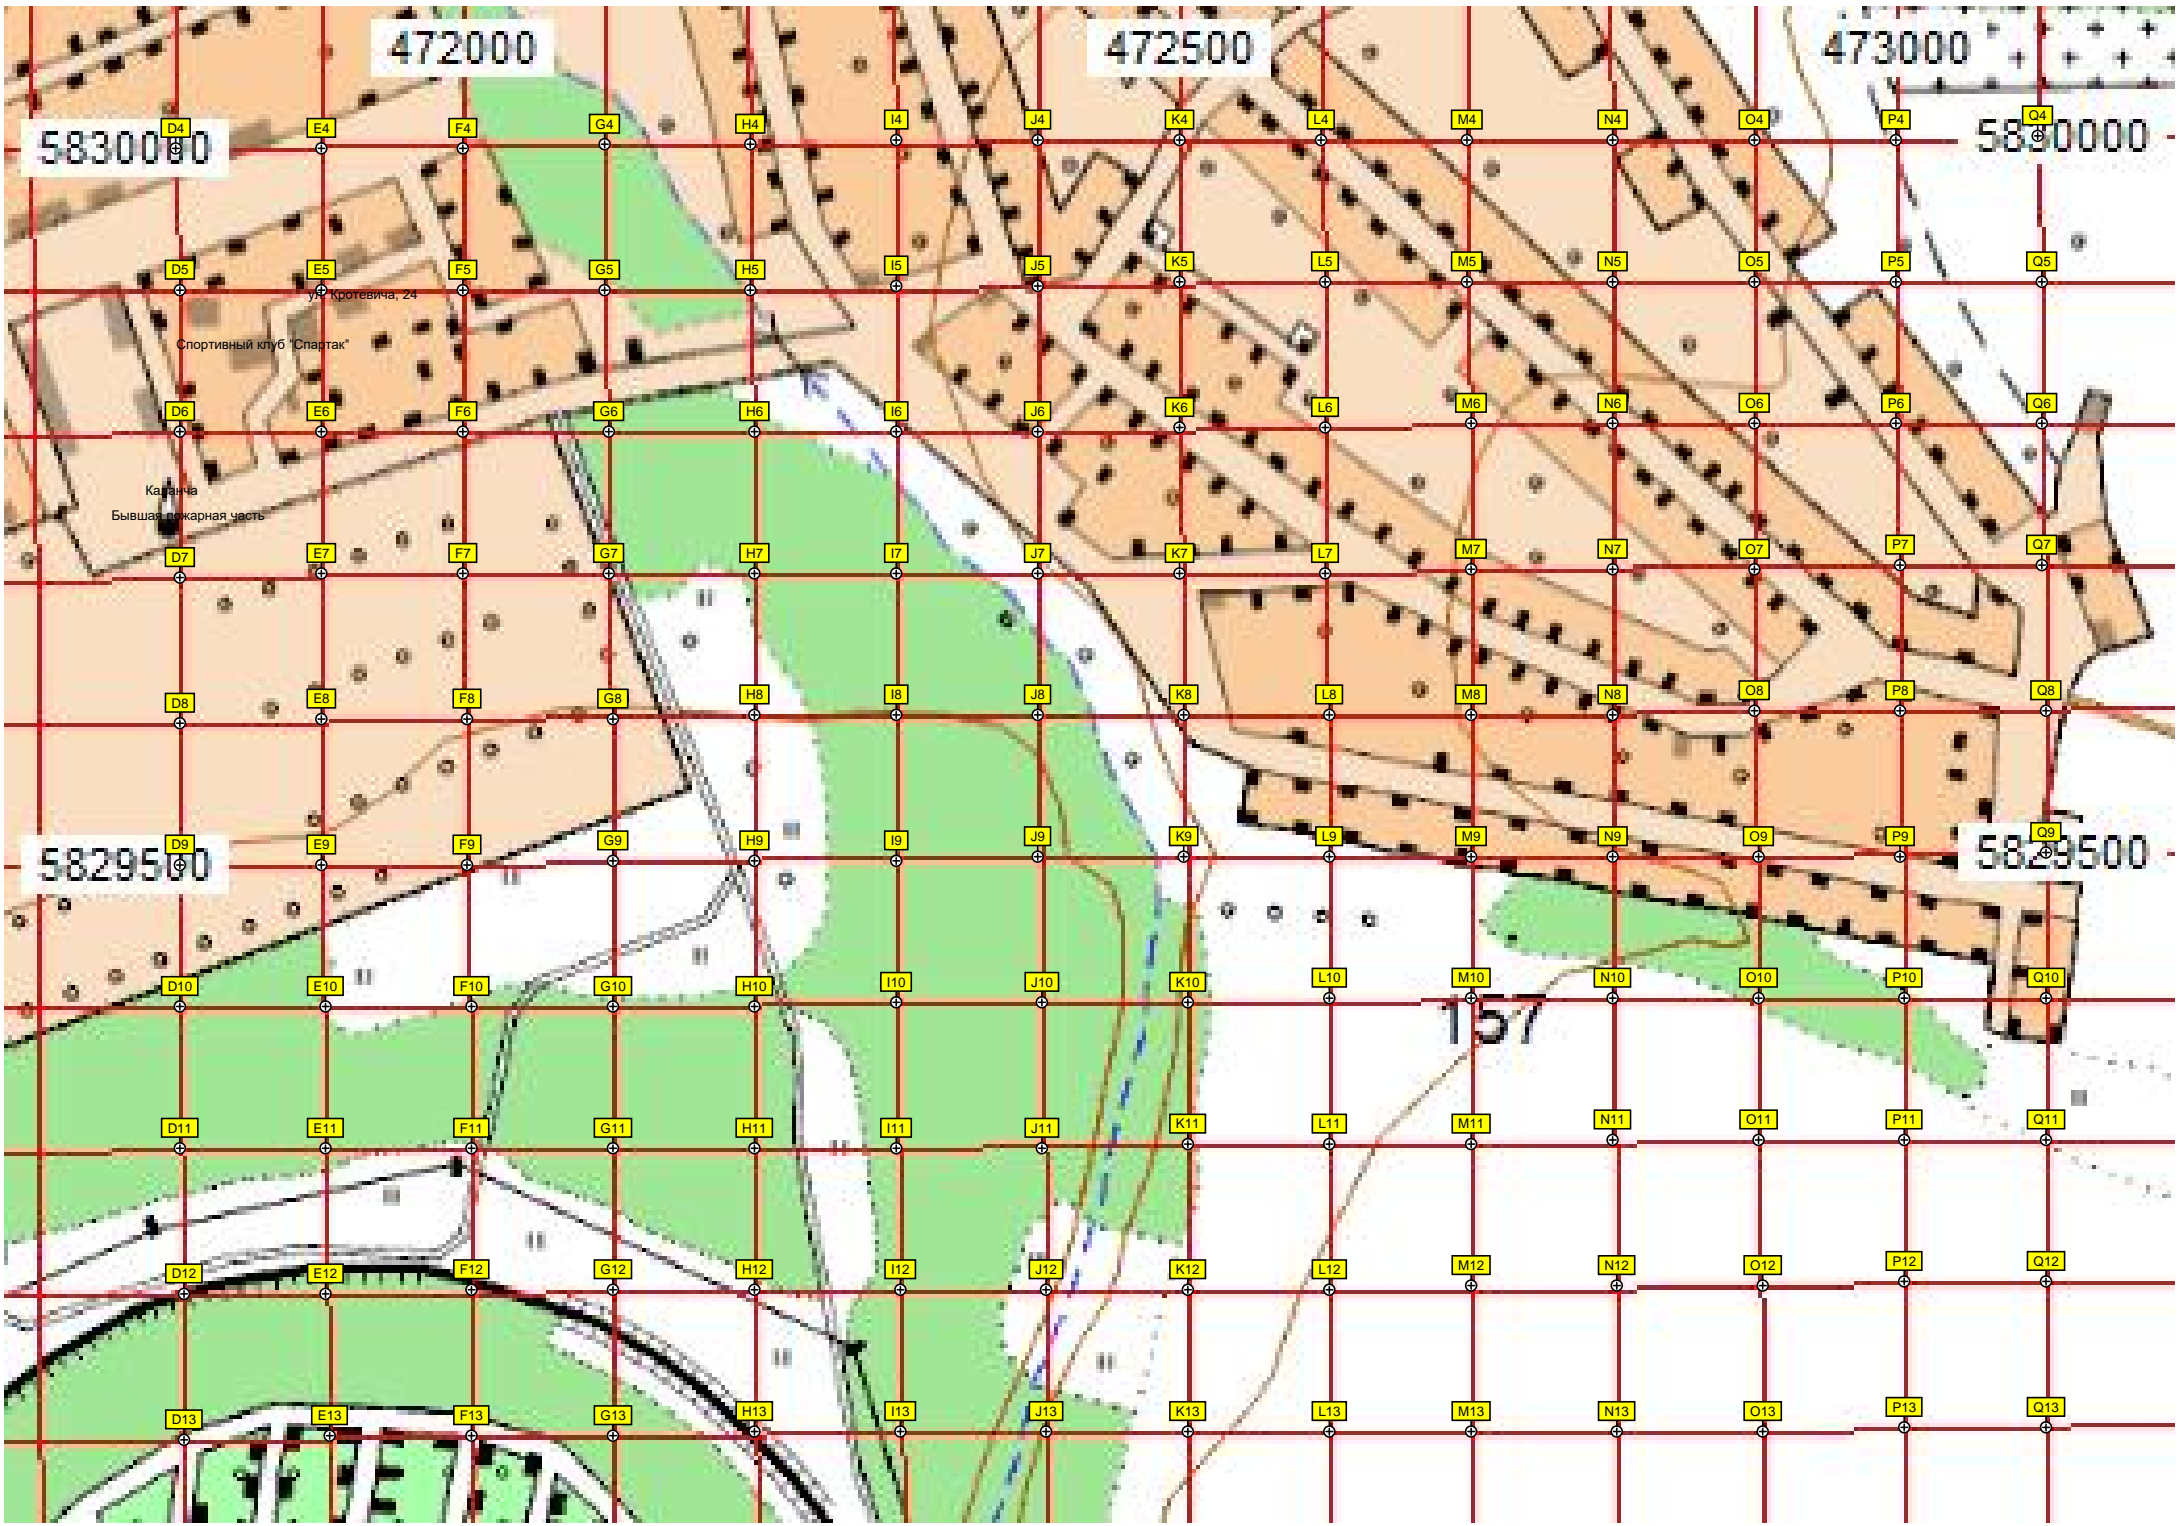 472000 472500 473000
D4 E4 F4 G4 H4 I4 J4 K4 L4 M4 N4 O4 P4 Q4
5830000 5830000
D5 E5 F5 G5 H5 I5 J5 K5 L5 M5 N5 O5 P5 Q5
ул. Кротевича, 24
Спортивный клуб "Спартак"
D6 E6 F6 G6 H6 I6 J6 K6 L6 M6 N6 O6 P6 Q6
Каланча
Бывшая пожарная часть
D7 E7 F7 G7 H7 I7 J7 K7 L7 M7 N7 O7 P7 Q7
D8 E8 F8 G8 H8 I8 J8 K8 L8 M8 N8 O8 P8 Q8
D9 E9 F9 G9 H9 I9 J9 K9 L9 M9 N9 O9 P9 Q9
5829500 5829500
D10 E10 F10 G10 H10 I10 J10 K10 L10 M10 N10 O10 P10 Q10
157
D11 E11 F11 G11 H11 I11 J11 K11 L11 M11 N11 O11 P11 Q11
D12 E12 F12 G12 H12 I12 J12 K12 L12 M12 N12 O12 P12 Q12
D13 E13 F13 G13 H13 I13 J13 K13 L13 M13 N13 O13 P13 Q13